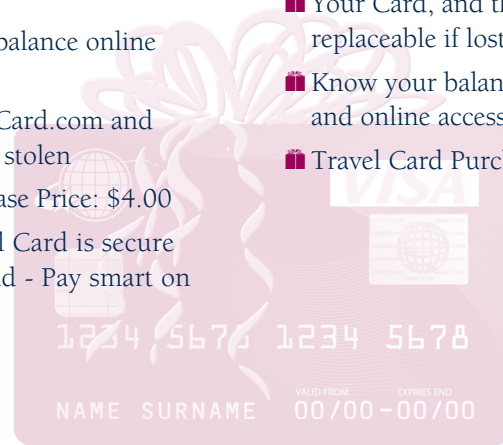 balance online
Card.com and
stolen
ase Price: $4.00
Card is secure
d - Pay smart on
Your Card, and
replaceable if lost
Know your balan
and online access
Travel Card Purc
VISA
1234 5678 1234 5678
VALID FROM EXPIRES END
NAME SURNAME 00/00-00/00